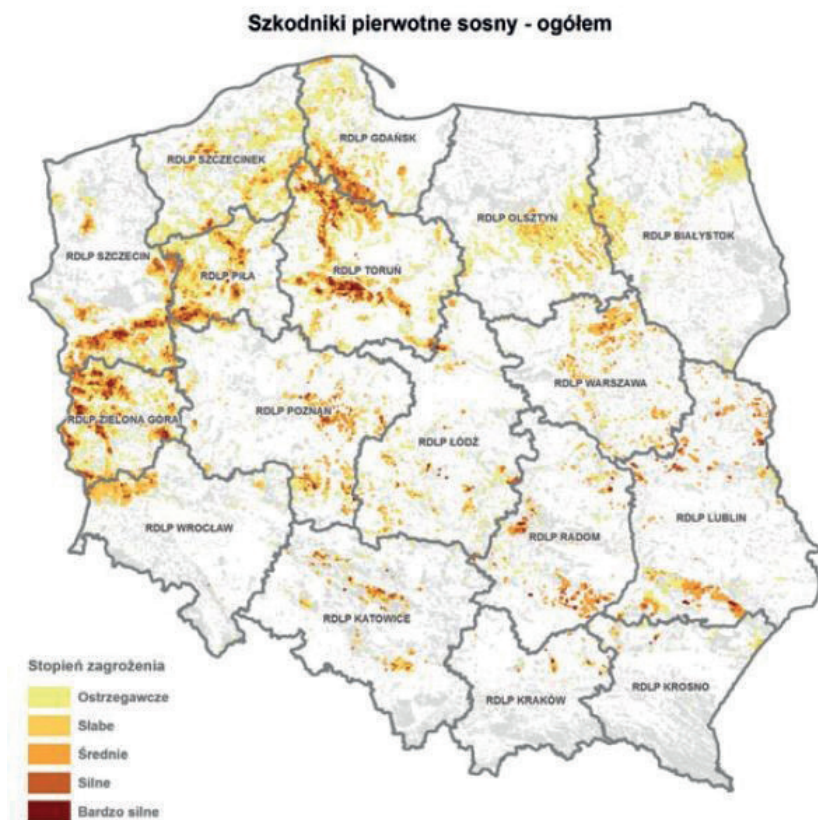 Szkodniki pierwotne sosny - ogółem
RDLP GDAŃSK
RDLP SZCZECINEK
RDLP OLSZTYN
RDLP BIAŁYSTOK
RDLP SZCZECIN
RDLP PIŁA
RDLP TORUŃ
RDLP WARSZAWA
RDLP ZIELONA GÓRA
RDLP POZNAŃ
RDLP ŁÓDŹ
RDLP WROCŁAW
RDLP RADOM
RDLP LUBLIN
RDLP KATOWICE
RDLP KRAKÓW
RDLP KROSNO
Stopień zagrożenia
Ostrzegawcze
Słabe
Średnie
Silne
Bardzo silne